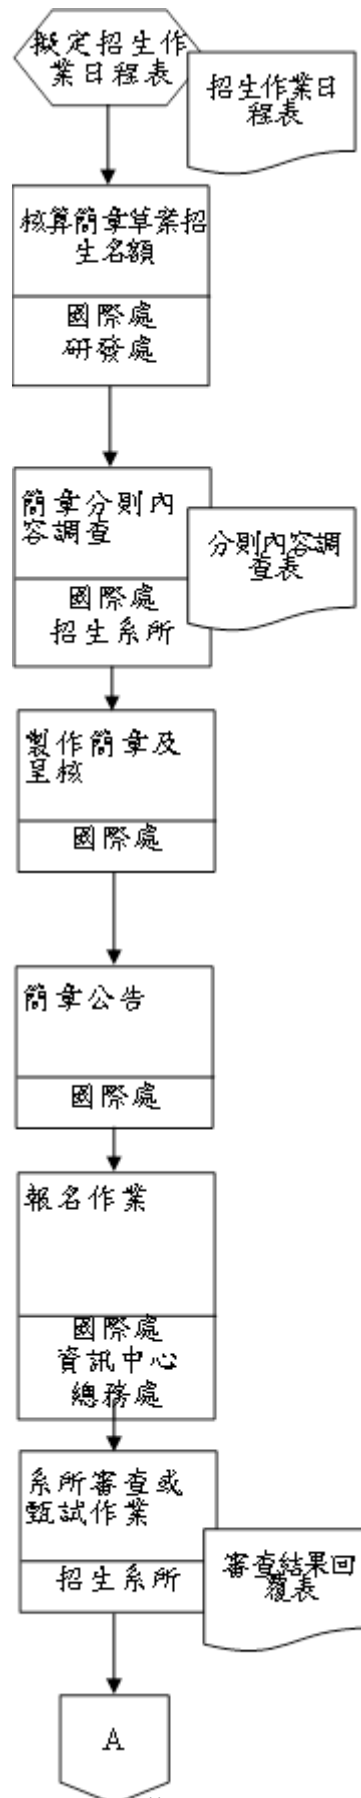 擬定招生作
業日程表
招生作業日
程表
核算簡章草案招
生名額
國際處
研發處
簡章分則內
容調查
國際處
招生系所
分則內容調
查表
製作簡章及
呈核
國際處
簡章公告
國際處
報名作業
國際處
資訊中心
總務處
系所審查或
甄試作業
招生系所
審查結果回
覆表
A